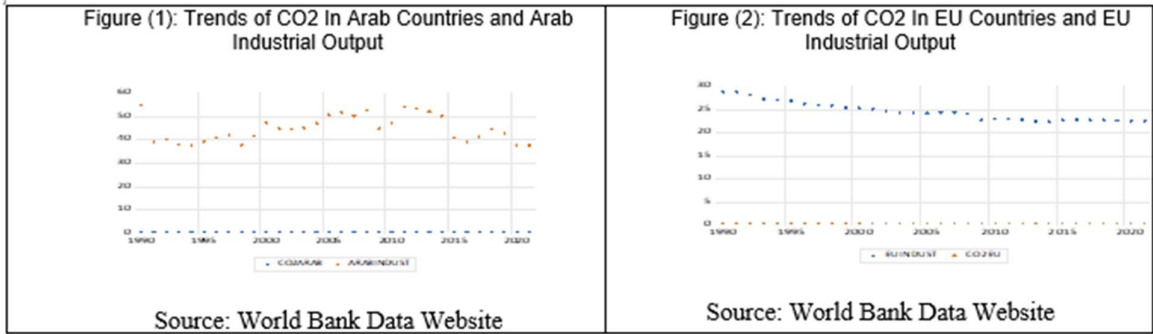 Figure (1): Trends of CO2 In Arab Countries and Arab
Industrial Output
60
50
40
30
20
10
0
1990 1995 2000 2005 2010 2015 2020
CO2ARAB ARABINDUST
Source: World Bank Data Website
Figure (2): Trends of CO2 In EU Countries and EU
Industrial Output
30
25
20
15
10
5
0
1990 1995 2000 2005 2010 2015 2020
EUINDUST CO2EU
Source: World Bank Data Website